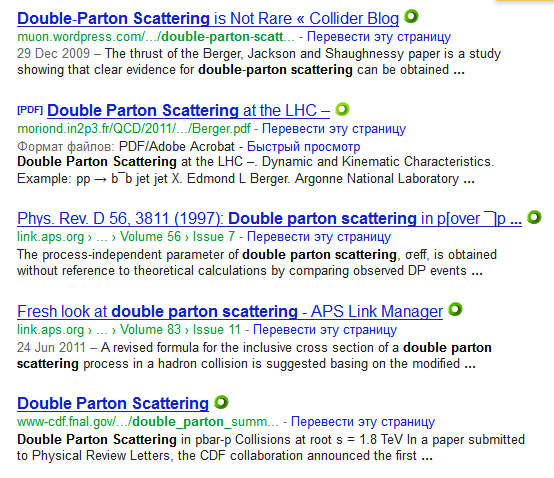 Double-Parton Scattering is Not Rare « Collider Blog
muon.wordpress.com/.../double-parton-scatt... - Перевести эту страницу
29 Dec 2009 – The thrust of the Berger, Jackson and Shaughnessy paper is a study
showing that clear evidence for double-parton scattering can be obtained ...
[PDF] Double Parton Scattering at the LHC –
moriond.in2p3.fr/QCD/2011/.../Berger.pdf - Перевести эту страницу
Формат файлов: PDF/Adobe Acrobat - Быстрый просмотр
Double Parton Scattering at the LHC –. Dynamic and Kinematic Characteristics.
Example: pp → b¯b jet jet X. Edmond L Berger. Argonne National Laboratory ...
Phys. Rev. D 56, 3811 (1997): Double parton scattering in p[over ¯]p ...
link.aps.org › ... › Volume 56 › Issue 7 - Перевести эту страницу
The process-independent parameter of double parton scattering, σeff, is obtained
without reference to theoretical calculations by comparing observed DP events ...
Fresh look at double parton scattering - APS Link Manager
link.aps.org › ... › Volume 83 › Issue 11 - Перевести эту страницу
24 Jun 2011 – A revised formula for the inclusive cross section of a double parton
scattering process in a hadron collision is suggested basing on the modified ...
Double Parton Scattering
www-cdf.fnal.gov/.../double_parton_summ... - Перевести эту страницу
Double Parton Scattering in pbar-p Collisions at root s = 1.8 TeV In a paper submitted
to Physical Review Letters, the CDF collaboration announced the first ...